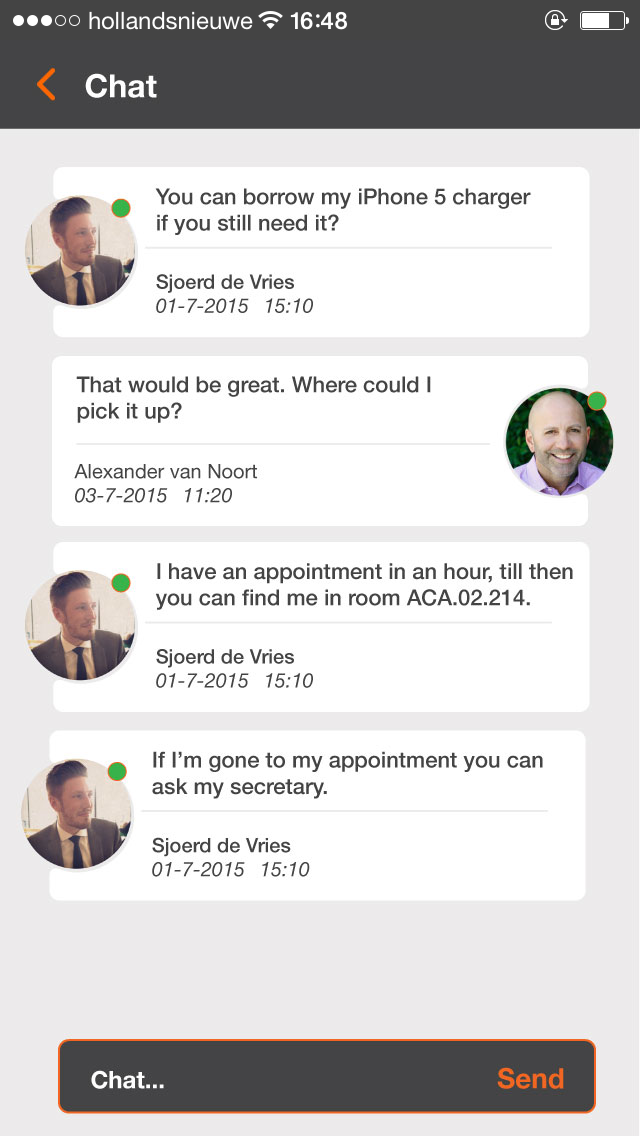 hollandsnieuwe 16:48
Chat
You can borrow my iPhone 5 charger
if you still need it?
Sjoerd de Vries
01-7-2015 15:10
That would be great. Where could I
pick it up?
Alexander van Noort
03-7-2015 11:20
I have an appointment in an hour, till then
you can find me in room ACA.02.214.
Sjoerd de Vries
01-7-2015 15:10
If I’m gone to my appointment you can
ask my secretary.
Sjoerd de Vries
01-7-2015 15:10
Chat... Send